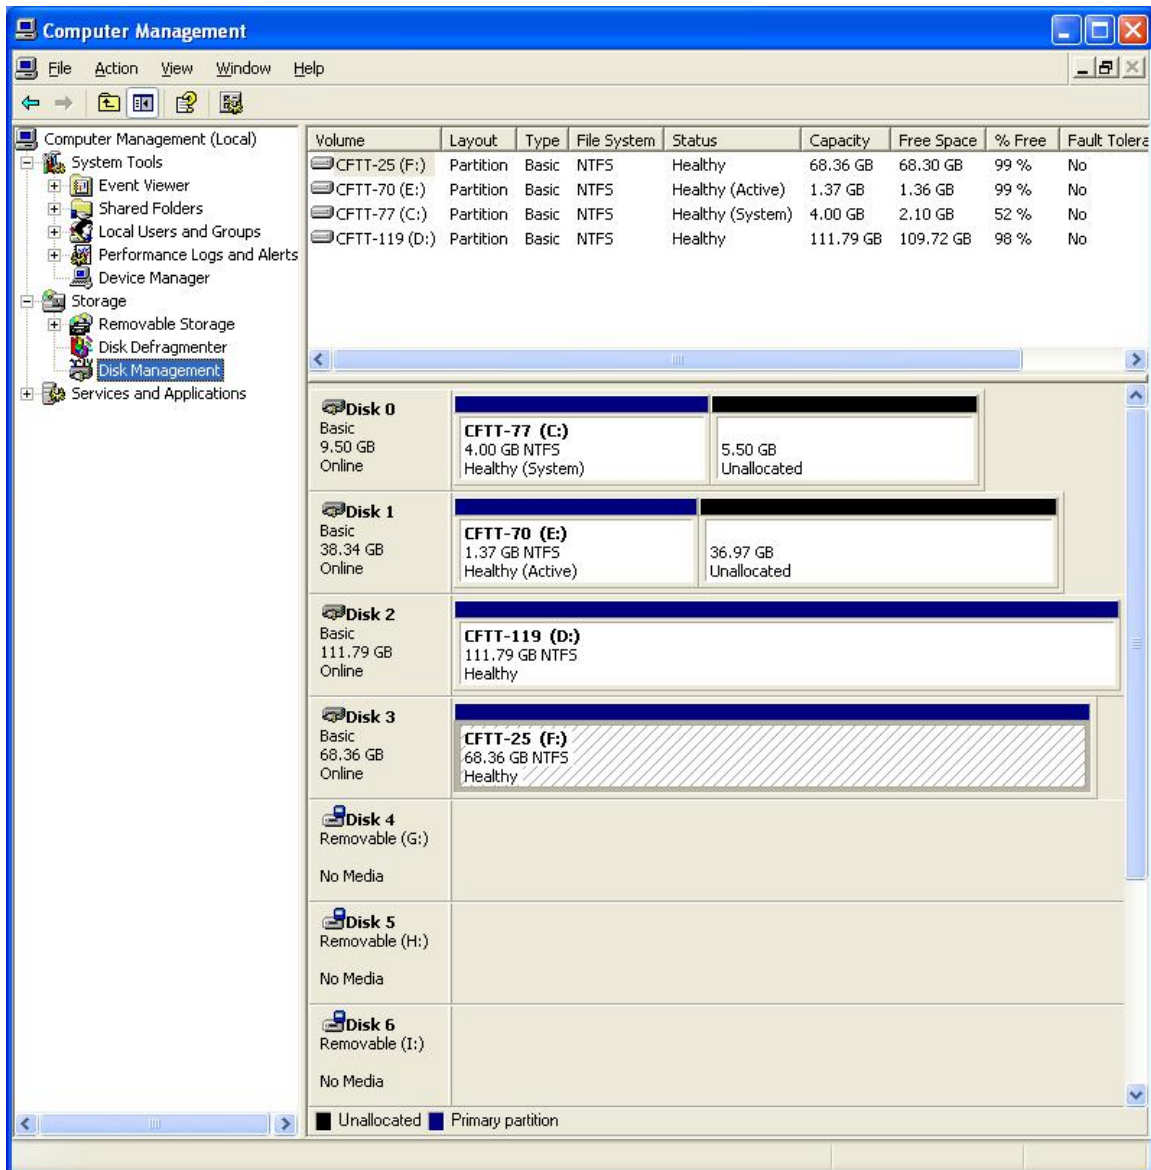 Computer Management
File Action View Window Help
Computer Management (Local)
System Tools
Event Viewer
Shared Folders
Local Users and Groups
Performance Logs and Alerts
Device Manager
Storage
Removable Storage
Disk Defragmenter
Disk Management
Services and Applications
Volume Layout Type File System Status Capacity Free Space % Free Fault Tolera
CFTT-25 (F:) Partition Basic NTFS Healthy 68.36 GB 68.30 GB 99 % No
CFTT-70 (E:) Partition Basic NTFS Healthy (Active) 1.37 GB 1.36 GB 99 % No
CFTT-77 (C:) Partition Basic NTFS Healthy (System) 4.00 GB 2.10 GB 52 % No
CFTT-119 (D:) Partition Basic NTFS Healthy 111.79 GB 109.72 GB 98 % No
Disk 0
Basic
9.50 GB
Online
CFTT-77 (C:)
4.00 GB NTFS
Healthy (System)
5.50 GB
Unallocated
Disk 1
Basic
38.34 GB
Online
CFTT-70 (E:)
1.37 GB NTFS
Healthy (Active)
36.97 GB
Unallocated
Disk 2
Basic
111.79 GB
Online
CFTT-119 (D:)
111.79 GB NTFS
Healthy
Disk 3
Basic
68.36 GB
Online
CFTT-25 (F:)
68.36 GB NTFS
Healthy
Disk 4
Removable (G:)
No Media
Disk 5
Removable (H:)
No Media
Disk 6
Removable (I:)
No Media
Unallocated Primary partition